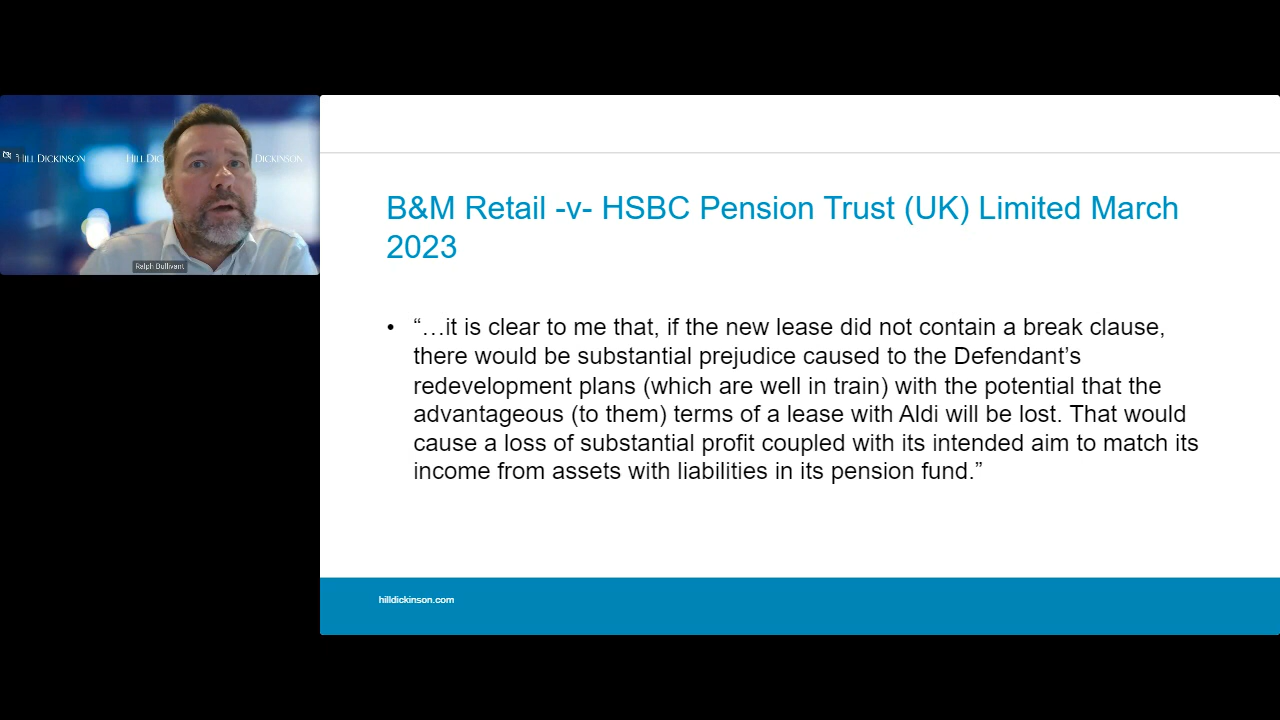 HILL DICKINSON
HILL DIC
DICKINSON
Ralph Bullivant
B&M Retail -v- HSBC Pension Trust (UK) Limited March
2023
• “…it is clear to me that, if the new lease did not contain a break clause,
there would be substantial prejudice caused to the Defendant’s
redevelopment plans (which are well in train) with the potential that the
advantageous (to them) terms of a lease with Aldi will be lost. That would
cause a loss of substantial profit coupled with its intended aim to match its
income from assets with liabilities in its pension fund.”
hilldickinson.com